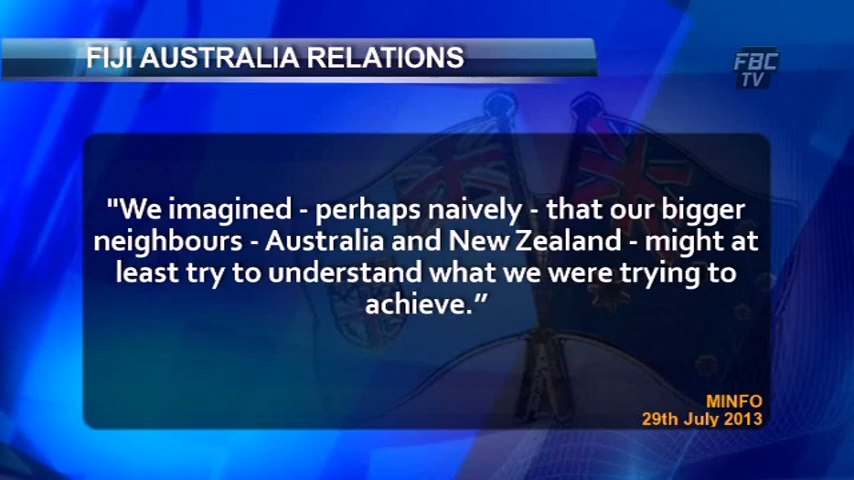 FIJI AUSTRALIA RELATIONS
FBC
TV
"We imagined - perhaps naively - that our bigger
neighbours - Australia and New Zealand - might at
least try to understand what we were trying to
achieve.”
MINFO
29th July 2013